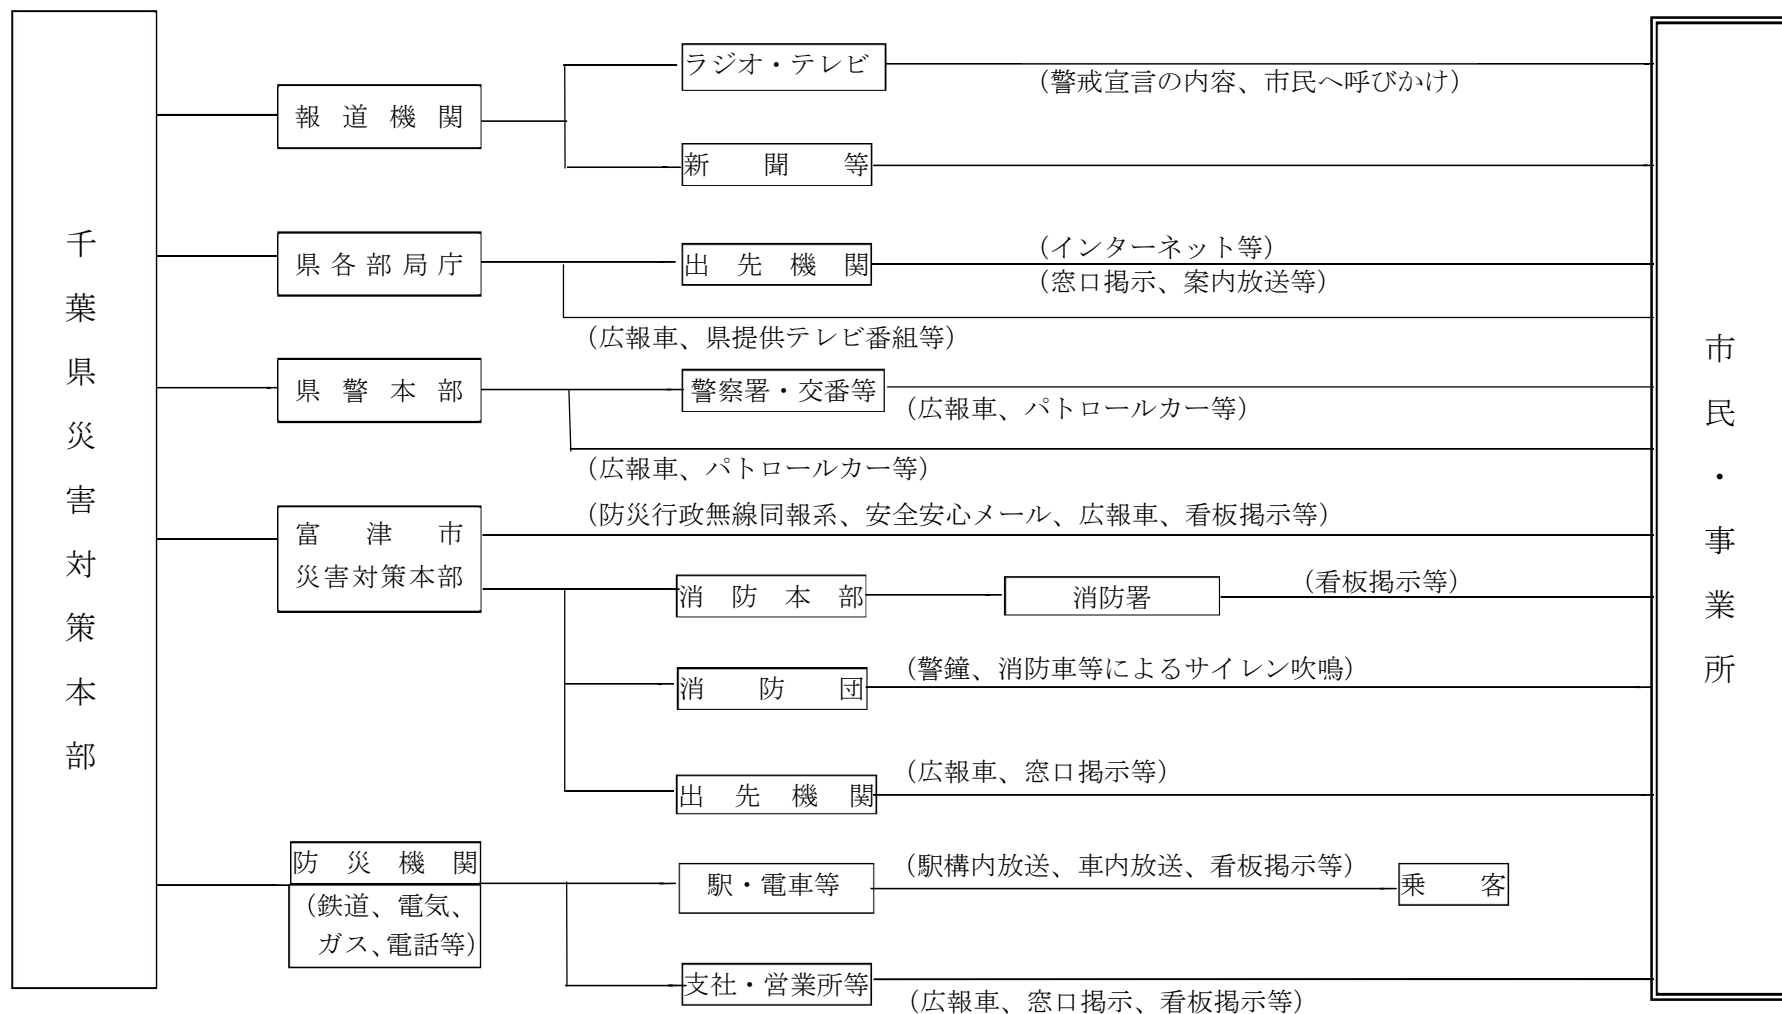 千葉県災害対策本部
報道機関
ラジオ・テレビ
(警戒宣言の内容、市民へ呼びかけ)
新聞等
県各部局庁
出先機関
(インターネット等)
(窓口掲示、案内放送等)
(広報車、県提供テレビ番組等)
県警本部
警察署・交番等
(広報車、パトロールカー等)
(広報車、パトロールカー等)
富津市
災害対策本部
(防災行政無線同報系、安全安心メール、広報車、看板掲示等)
消防本部
消防署
(看板掲示等)
消防団
(警鐘、消防車等によるサイレン吹鳴)
出先機関
(広報車、窓口掲示等)
防災機関
(鉄道、電気、
ガス、電話等)
駅・電車等
(駅構内放送、車内放送、看板掲示等)
乗客
支社・営業所等
(広報車、窓口掲示、看板掲示等)
市民・事業所